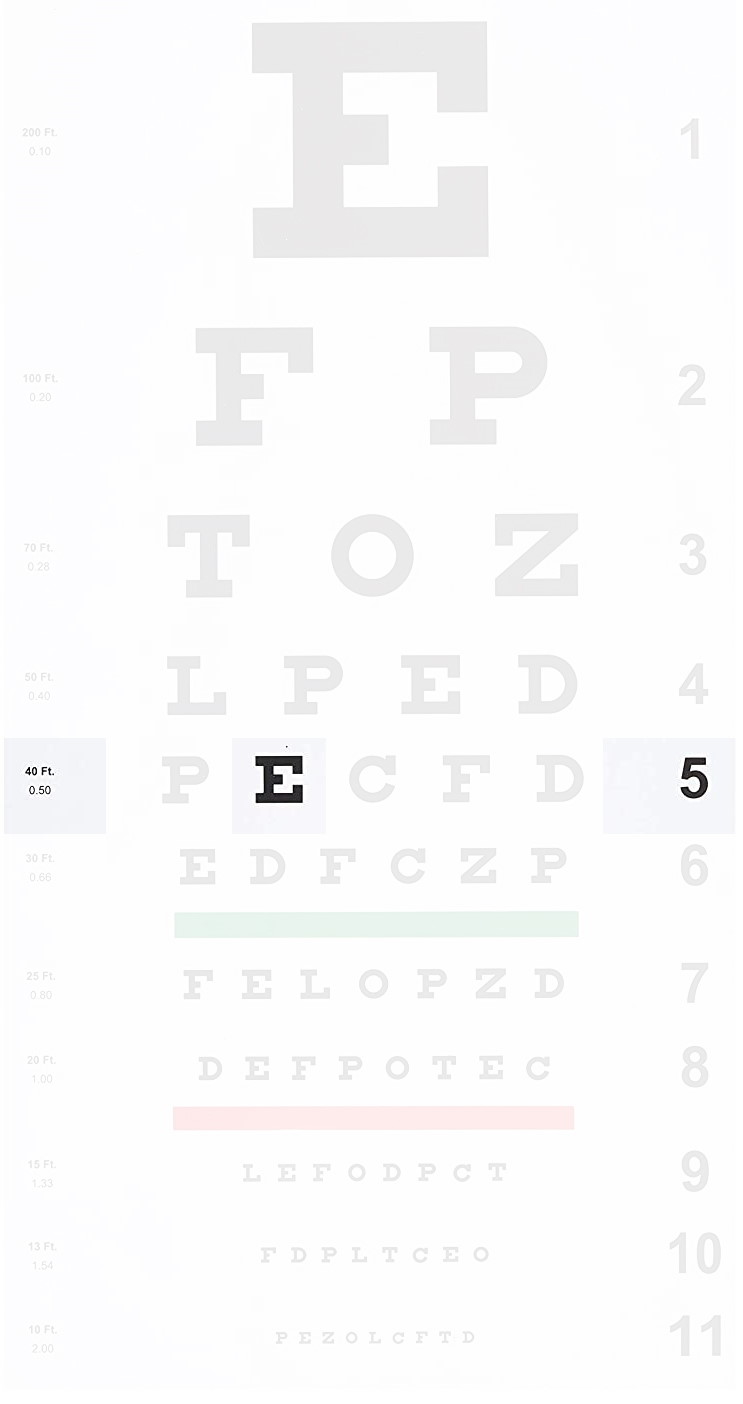 E 1
200 Ft.
0.10
F P 2
100 Ft.
0.20
T O Z 3
70 Ft.
0.28
L P E D 4
50 Ft.
0.40
P E C F D 5
40 Ft.
0.50
E D F C Z P 6
30 Ft.
0.66
F E L O P Z D 7
25 Ft.
0.80
D E F P O T E C 8
20 Ft.
1.00
L E F O D P C T 9
15 Ft.
1.33
F D P L T C E O 10
13 Ft.
1.54
P E Z O L C F T D 11
10 Ft.
2.00